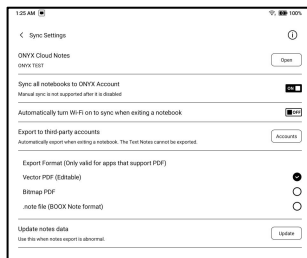 1:25 AM
100%
Sync Settings
ONYX Cloud Notes
ONYX TEST
Open
Sync all notebooks to ONYX Account
Manual sync is not supported after it is disabled
ON
Automatically turn Wi-Fi on to sync when exiting a notebook
OFF
Export to third-party accounts
Automatically export when exiting a notebook. The Text Notes cannot be exported.
Accounts
Export Format (Only valid for apps that support PDF)
Vector PDF (Editable)
Bitmap PDF
.note file (BOOX Note format)
Update notes data
Use this when notes export is abnormal.
Update